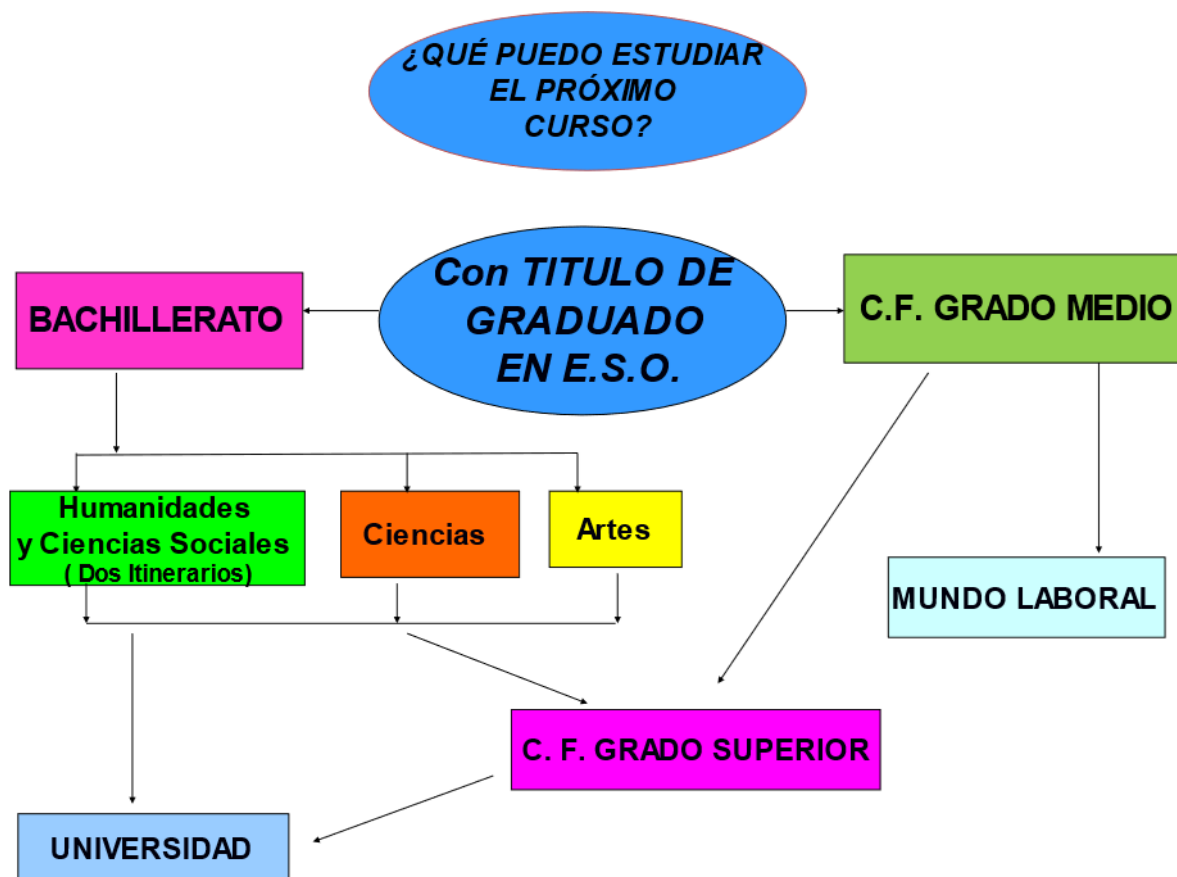 ¿QUÉ PUEDO ESTUDIAR
EL PRÓXIMO
CURSO?
Con TITULO DE
GRADUADO
EN E.S.O.
BACHILLERATO
C.F. GRADO MEDIO
Humanidades
y Ciencias Sociales
( Dos Itinerarios)
Ciencias
Artes
MUNDO LABORAL
C. F. GRADO SUPERIOR
UNIVERSIDAD